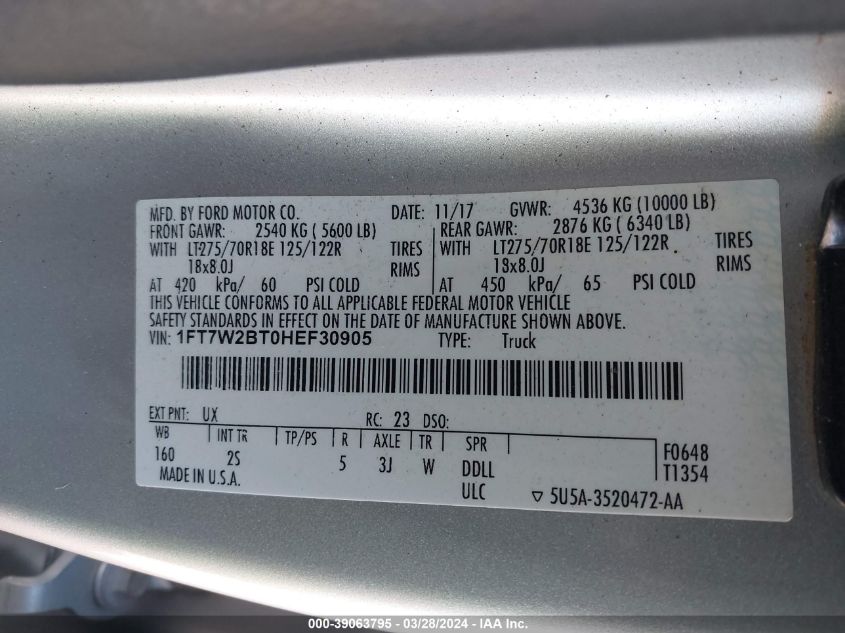 MFD. BY FORD MOTOR CO. DATE: 11/17 GVWR: 4536 KG (10000 LB)
FRONT GAWR: 2540 KG ( 5600 LB) REAR GAWR: 2876 KG ( 6340 LB)
WITH LT275/70R18E 125/122R TIRES WITH LT275/70R18E 125/122R TIRES
18x8.0J RIMS 18x8.0J RIMS
AT 420 kPa/ 60 PSI COLD AT 450 kPa/ 65 PSI COLD
THIS VEHICLE CONFORMS TO ALL APPLICABLE FEDERAL MOTOR VEHICLE
SAFETY STANDARDS IN EFFECT ON THE DATE OF MANUFACTURE SHOWN ABOVE.
VIN: 1FT7W2BT0HEF30905 TYPE: Truck
EXT PNT: UX RC: 23 DSO:
WB INT TR TP/PS R AXLE TR SPR F0648
160 2S 5 3J W DDLL T1354
MADE IN U.S.A. ULC ▽ 5U5A-3520472-AA
000-39063795 - 03/28/2024 - IAA Inc.